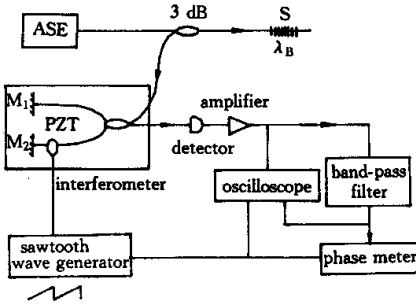 3 dB
ASE
S
λB
M1
PZT
M2
amplifier
detector
interferometer
oscilloscope
band-pass
filter
sawtooth
wave generator
phase meter